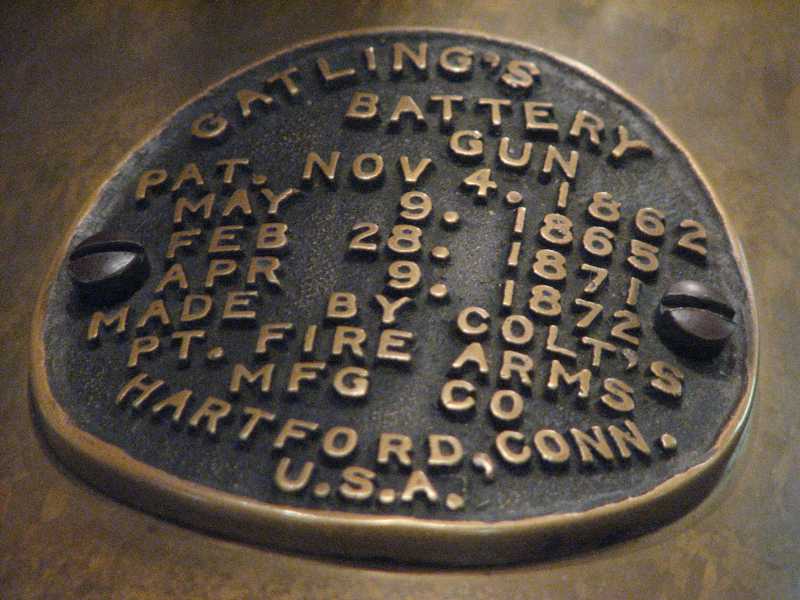 GATLING'S
BATTERY
GUN
PAT. NOV 4. 1862
MAY 9. 1865
FEB 28. 1871
APR 9. 1872
MADE BY COLT'S
PT. FIRE ARMS S
MFG CO
HARTFORD, CONN.
U.S.A.